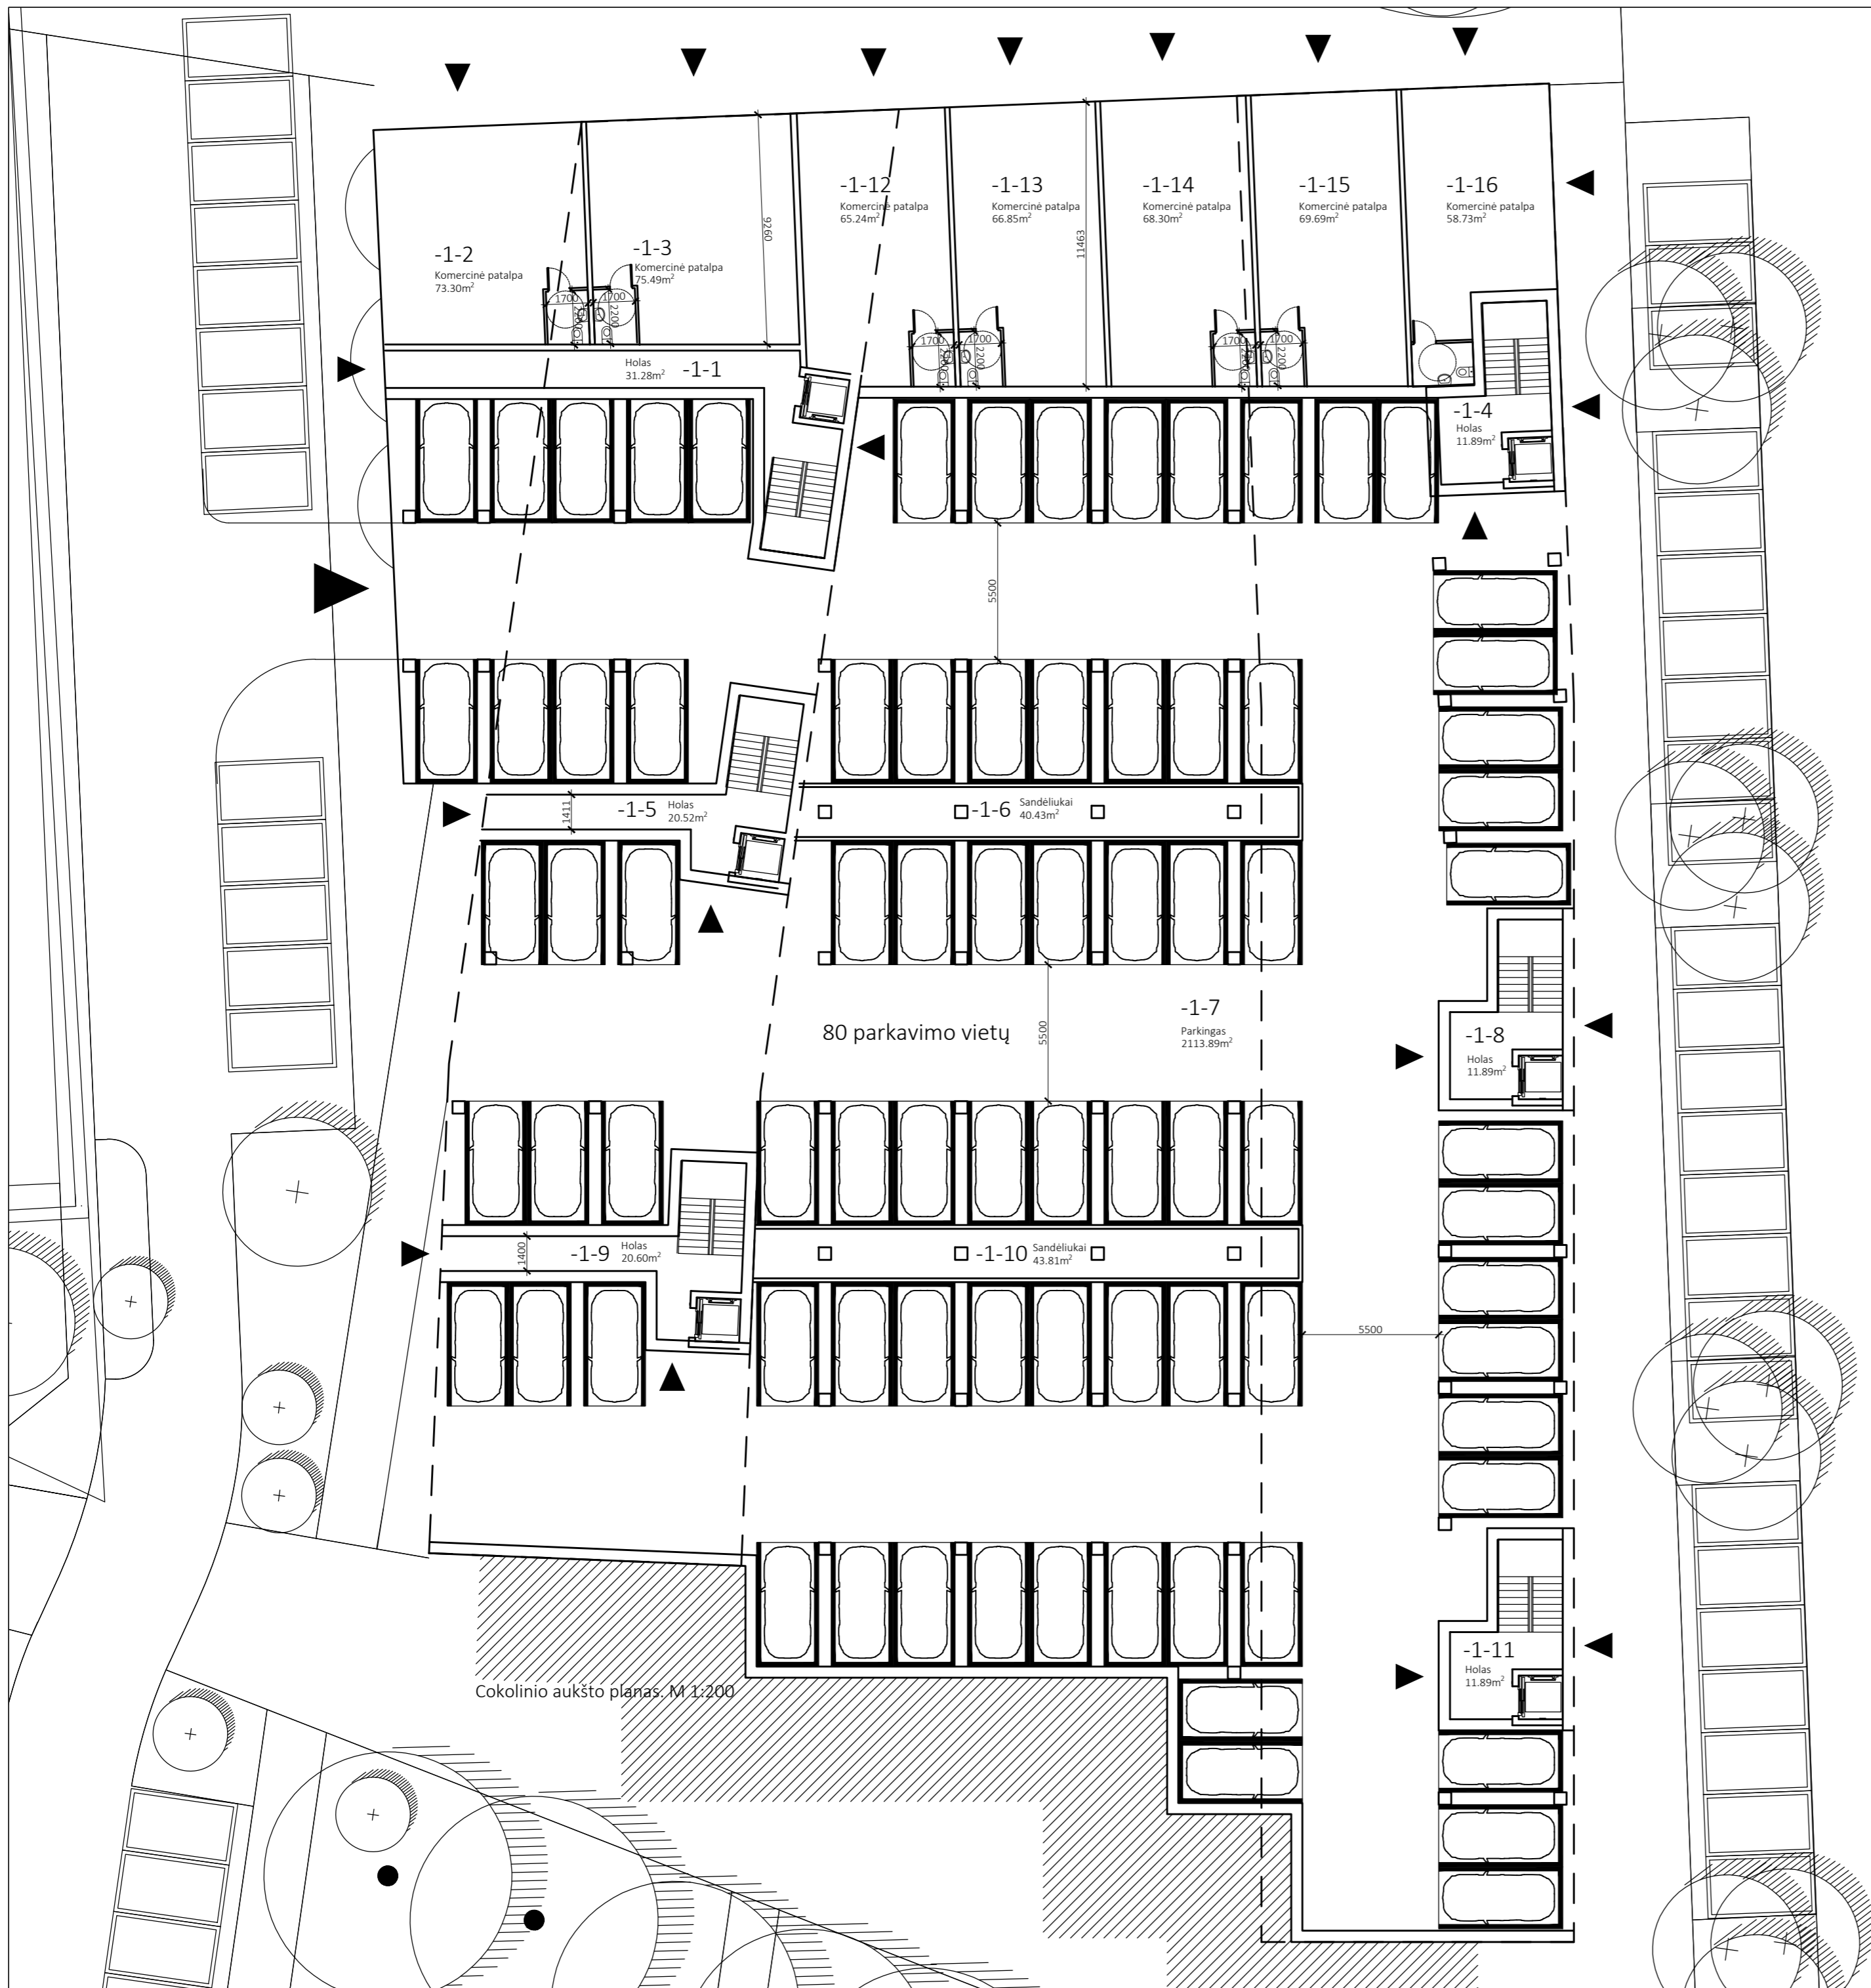 -1-12
Komercinė patalpa
65.24m²
-1-13
Komercinė patalpa
66.85m²
-1-14
Komercinė patalpa
68.30m²
-1-15
Komercinė patalpa
69.69m²
-1-16
Komercinė patalpa
58.73m²
9260
11463
-1-2
Komercinė patalpa
73.30m²
-1-3
Komercinė patalpa
75.49m²
1700
1700
2200
2200
1700
1700
2200
2200
1700
1700
2200
2200
Holas
31.28m²
-1-1
-1-4
Holas
11.89m²
5500
1411
-1-5
Holas
20.52m²
-1-6
Sandėliukai
40.43m²
80 parkavimo vietų
5500
-1-7
Parkingas
2113.89m²
-1-8
Holas
11.89m²
1400
-1-9
Holas
20.60m²
-1-10
Sandėliukai
43.81m²
5500
-1-11
Holas
11.89m²
Cokolinio aukšto planas. M 1:200